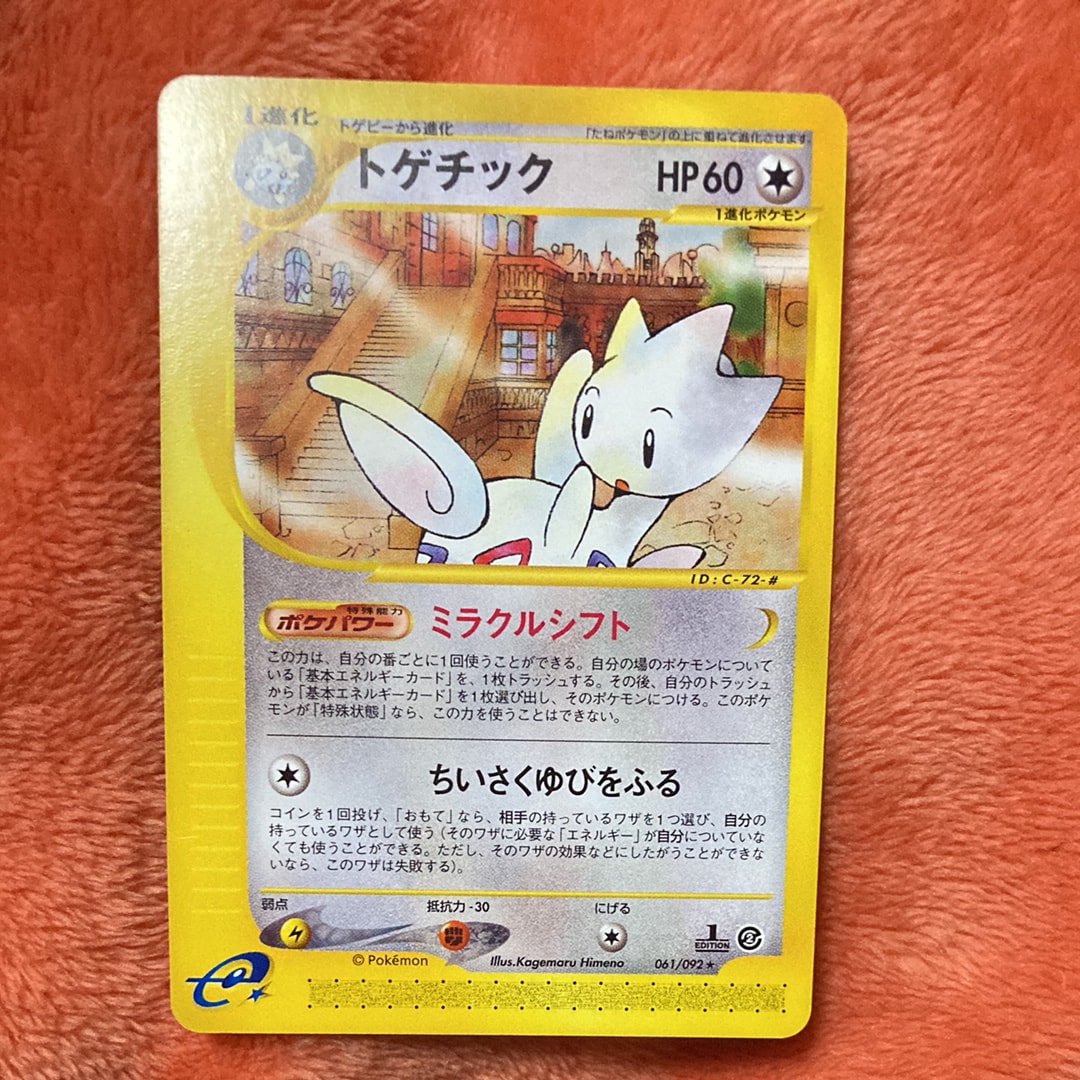 1進化
トゲピーから進化
「たねポケモン」の上に重ねて進化させます。
トゲチック
HP60
1進化ポケモン
ID:C-72-#
特殊能力
ポケパワー
ミラクルシフト
この力は、自分の番ごとに1回使うことができる。自分の場のポケモンについて
いる「基本エネルギーカード」を、1枚トラッシュする。その後、自分のトラッシュ
から「基本エネルギーカード」を1枚選び出し、そのポケモンにつける。このポケ
モンが「特殊状態」なら、この力を使うことはできない。
ちいさくゆびをふる
コインを1回投げ、「おもて」なら、相手の持っているワザを1つ選び、自分の
持っているワザとして使う(そのワザに必要な「エネルギー」が自分についていな
くても使うことができる。ただし、そのワザの効果などにしたがうことができな
いなら、このワザは失敗する)。
弱点
抵抗力 -30
にげる
1
EDITION
2
e
©Pokémon
Illus.Kagemaru Himeno
061/092★